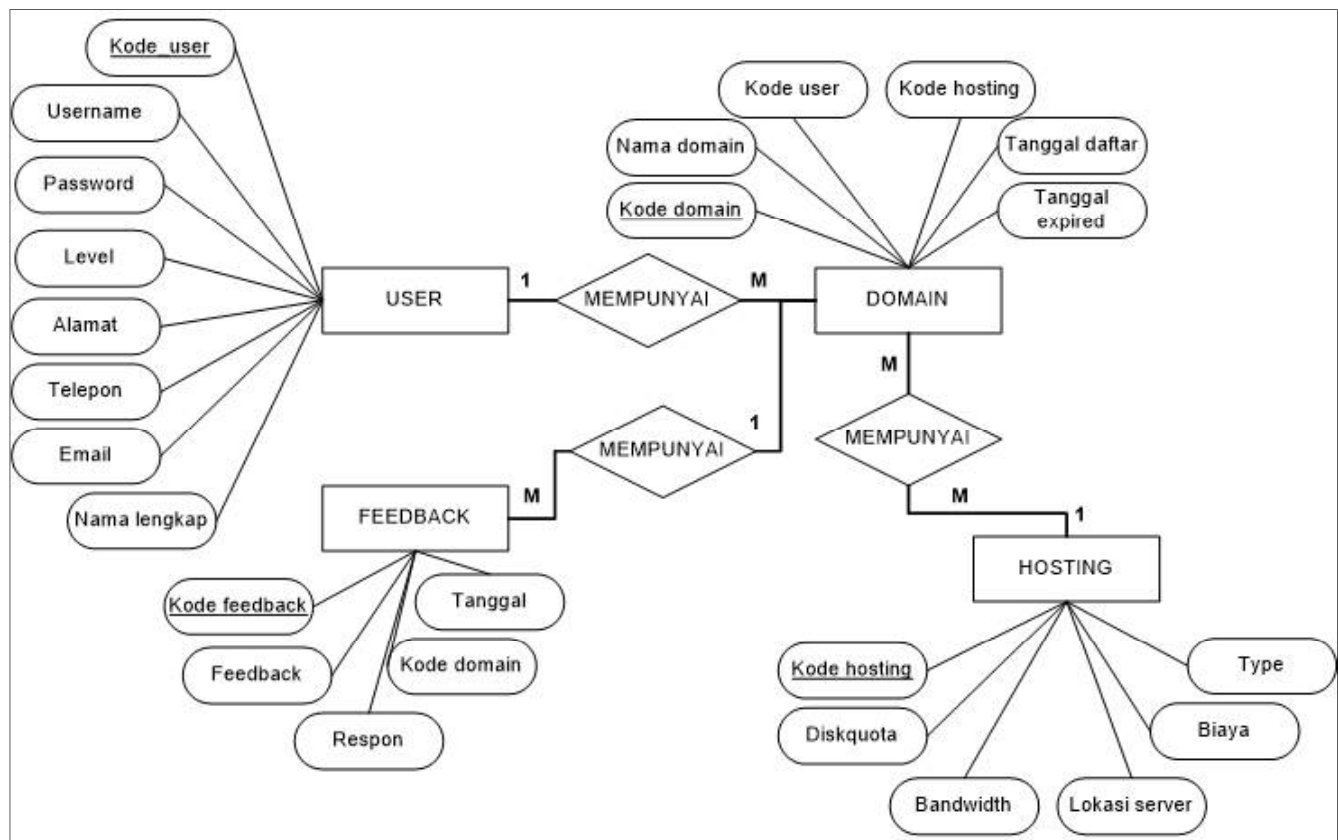 Kode_user
Username
Password
Level
Alamat
Telepon
Email
Nama lengkap
USER
1
MEMPUNYAI
M
Kode user
Kode hosting
Nama domain
Tanggal daftar
Kode domain
Tanggal
expired
DOMAIN
M
MEMPUNYAI
M
1
HOSTING
1
MEMPUNYAI
M
FEEDBACK
Kode feedback
Tanggal
Feedback
Kode domain
Respon
Kode hosting
Type
Diskquota
Biaya
Bandwidth
Lokasi server